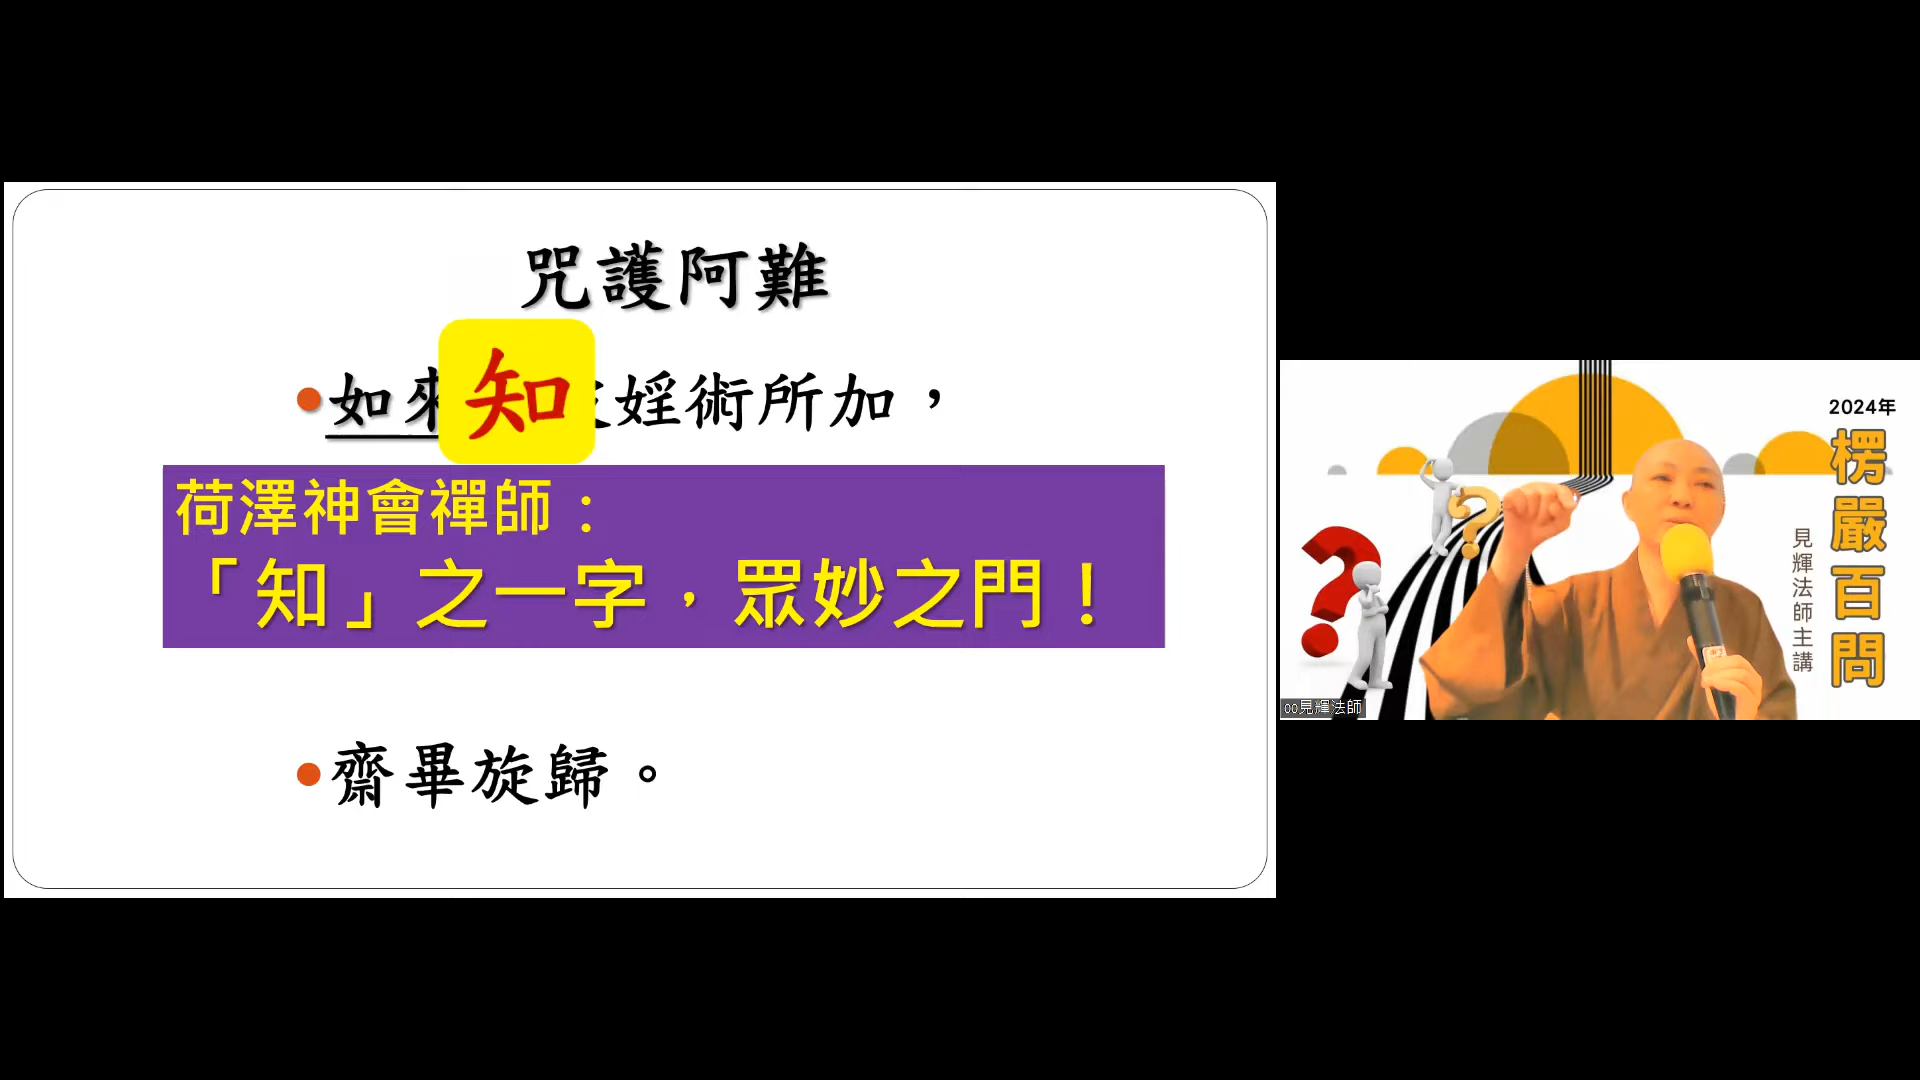 咒護阿難
如來
知
婬術所加，
荷澤神會禪師：
「知」之一字，眾妙之門！
齋畢旋歸。
2024年
楞嚴百問
見輝法師主講
oo見輝法師